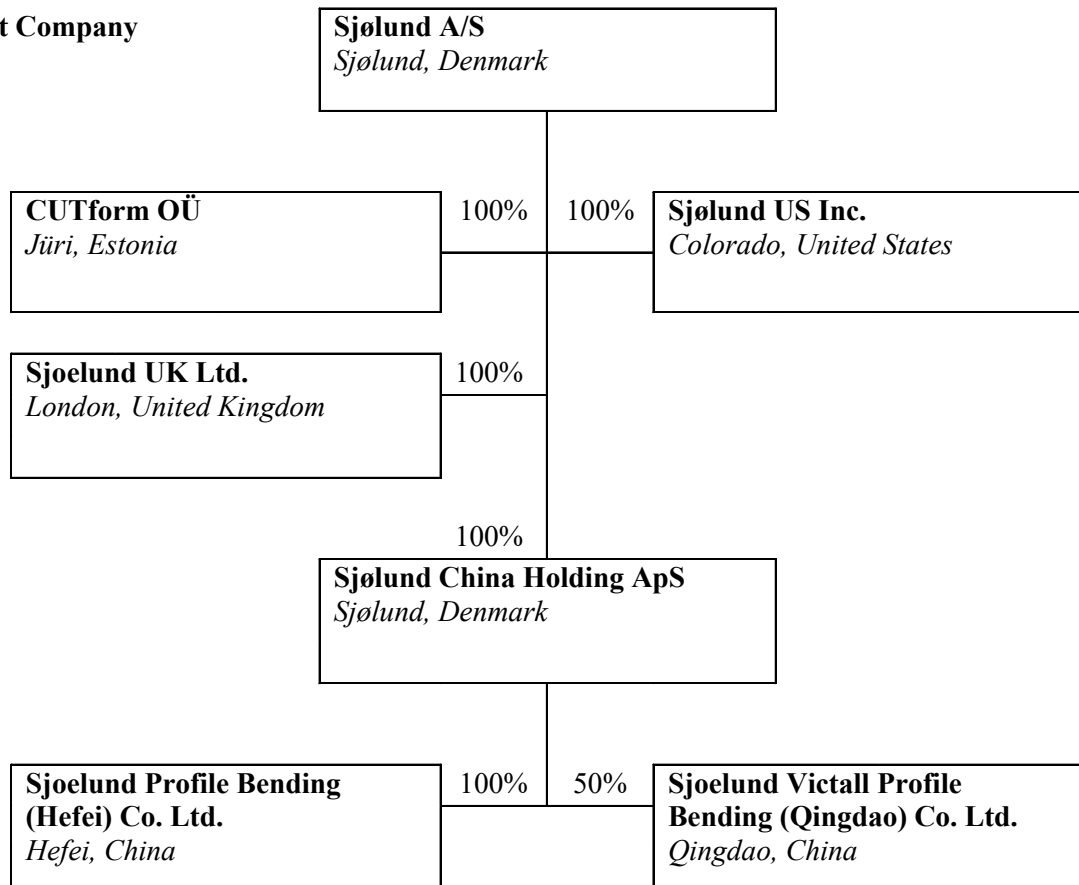 t Company
Sjølund A/S
Sjølund, Denmark
CUTform OÜ
Jüri, Estonia
100%
100%
Sjølund US Inc.
Colorado, United States
Sjoelund UK Ltd.
London, United Kingdom
100%
100%
Sjølund China Holding ApS
Sjølund, Denmark
Sjoelund Profile Bending
(Hefei) Co. Ltd.
Hefei, China
100%
50%
Sjoelund Victall Profile
Bending (Qingdao) Co. Ltd.
Qingdao, China